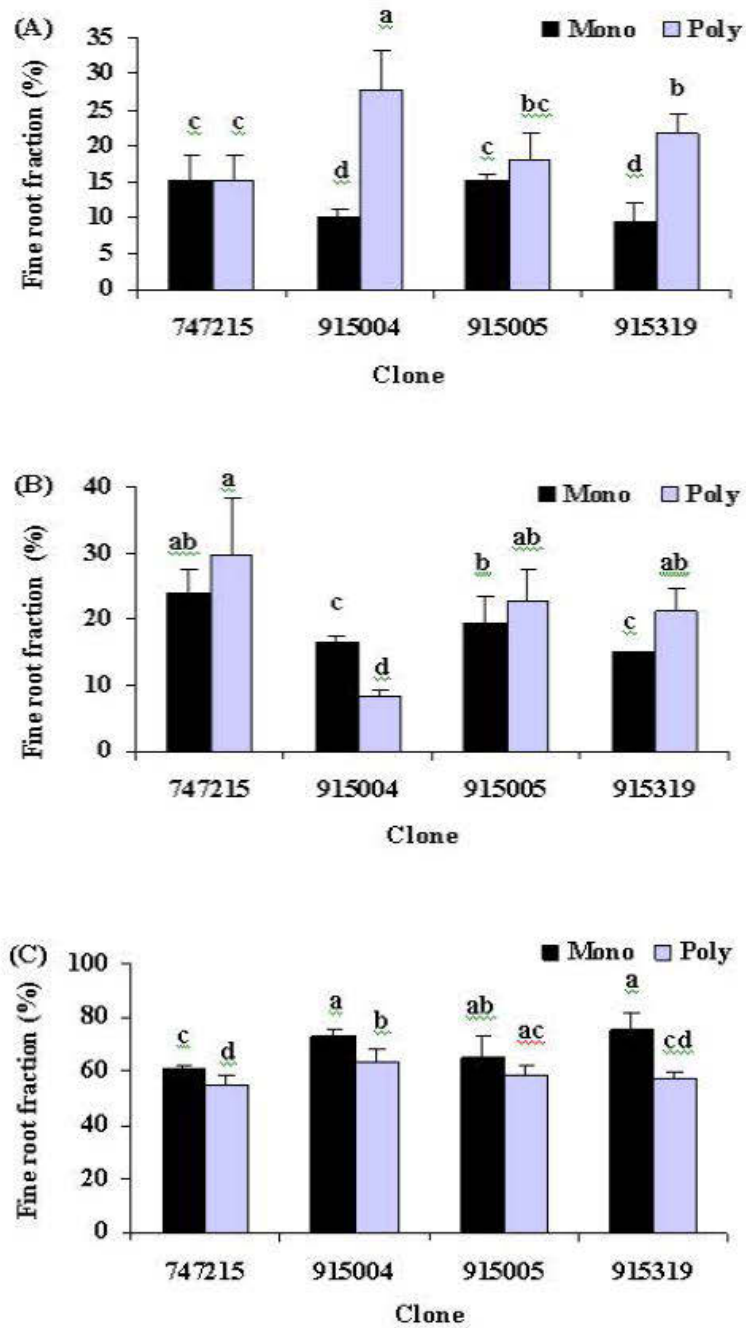 (A)
Mono Poly
Fine root fraction (%)
35
30
25
20
15
10
5
0
c c d a c bc d b
747215 915004 915005 915319
Clone
(B)
Mono Poly
Fine root fraction (%)
40
30
20
10
0
ab a c d b ab c ab
747215 915004 915005 915319
Clone
(C)
Mono Poly
Fine root fraction (%)
100
80
60
40
20
0
c d a b ab ac a cd
747215 915004 915005 915319
Clone